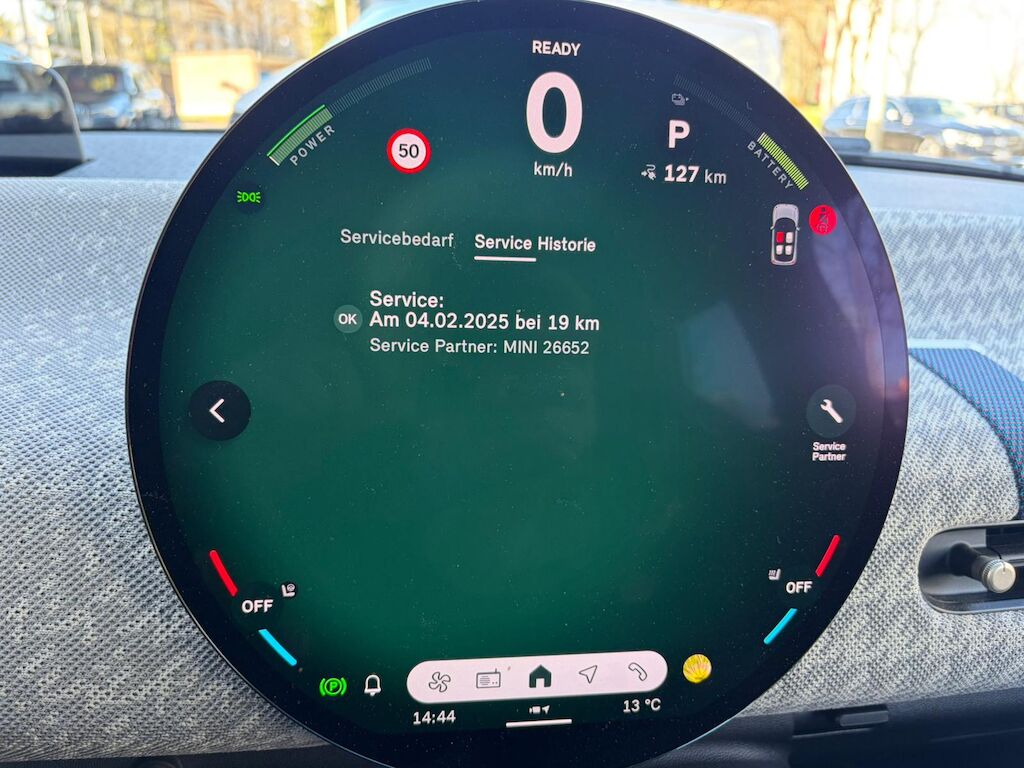 READY
0
km/h
POWER
50
P
127 km
BATTERY
Servicebedarf
Service Historie
Service:
OK
Am 04.02.2025 bei 19 km
Service Partner: MINI 26652
Service
Partner
OFF
OFF
P
14:44
13 °C